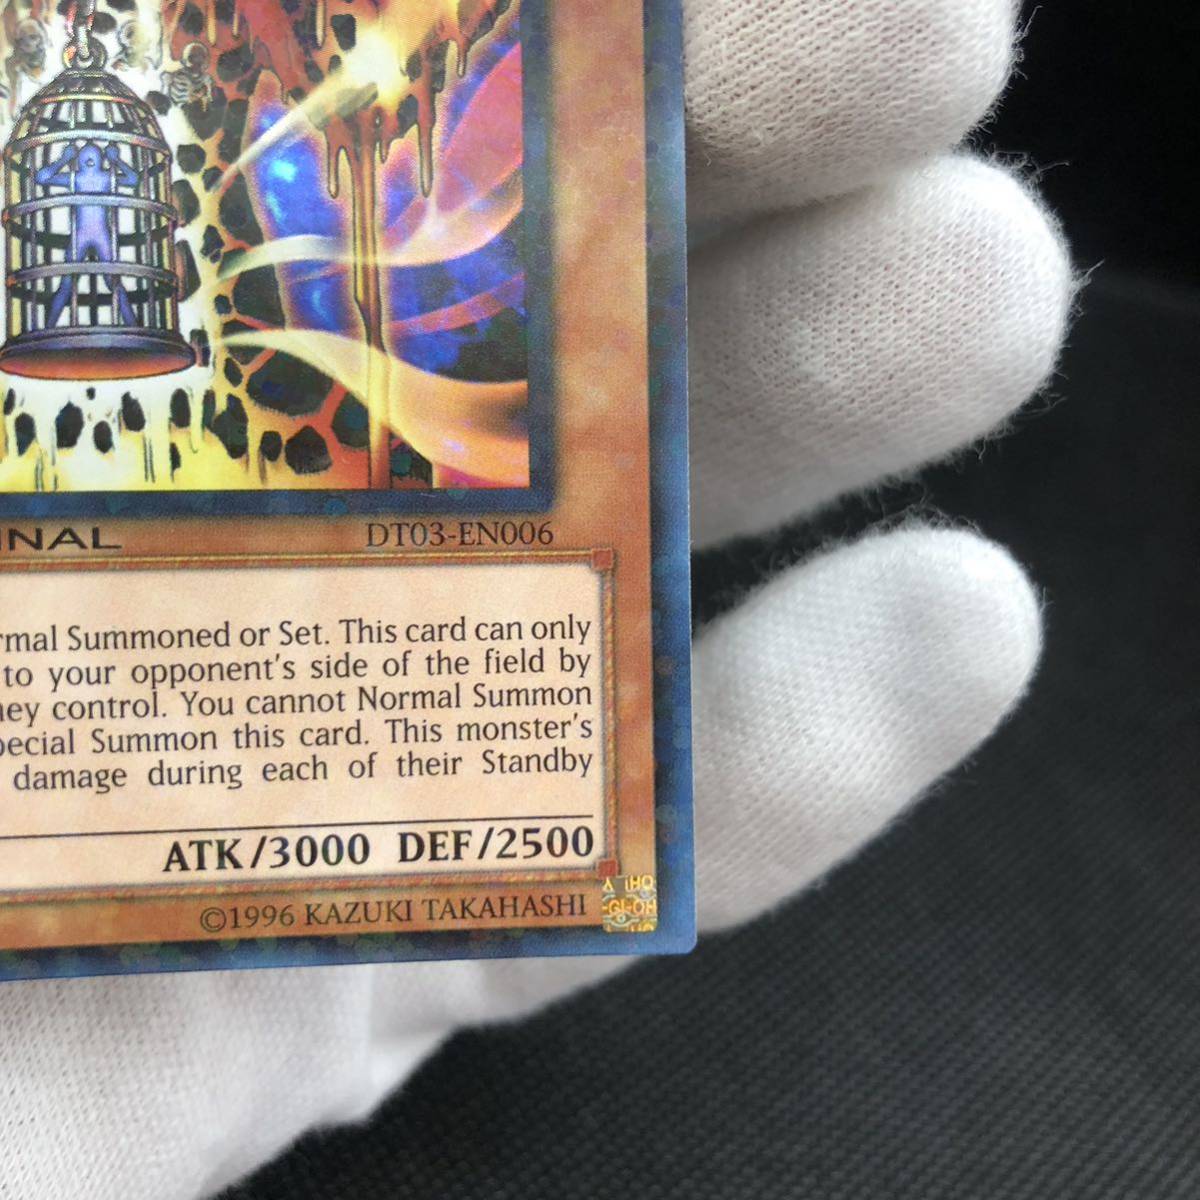 NAL
DT03-EN006
rmal Summoned or Set. This card can only
to your opponent's side of the field by
ey control. You cannot Normal Summon
pecial Summon this card. This monster's
damage during each of their Standby
ATK/3000 DEF/2500
©1996 KAZUKI TAKAHASHI
-GI-OH